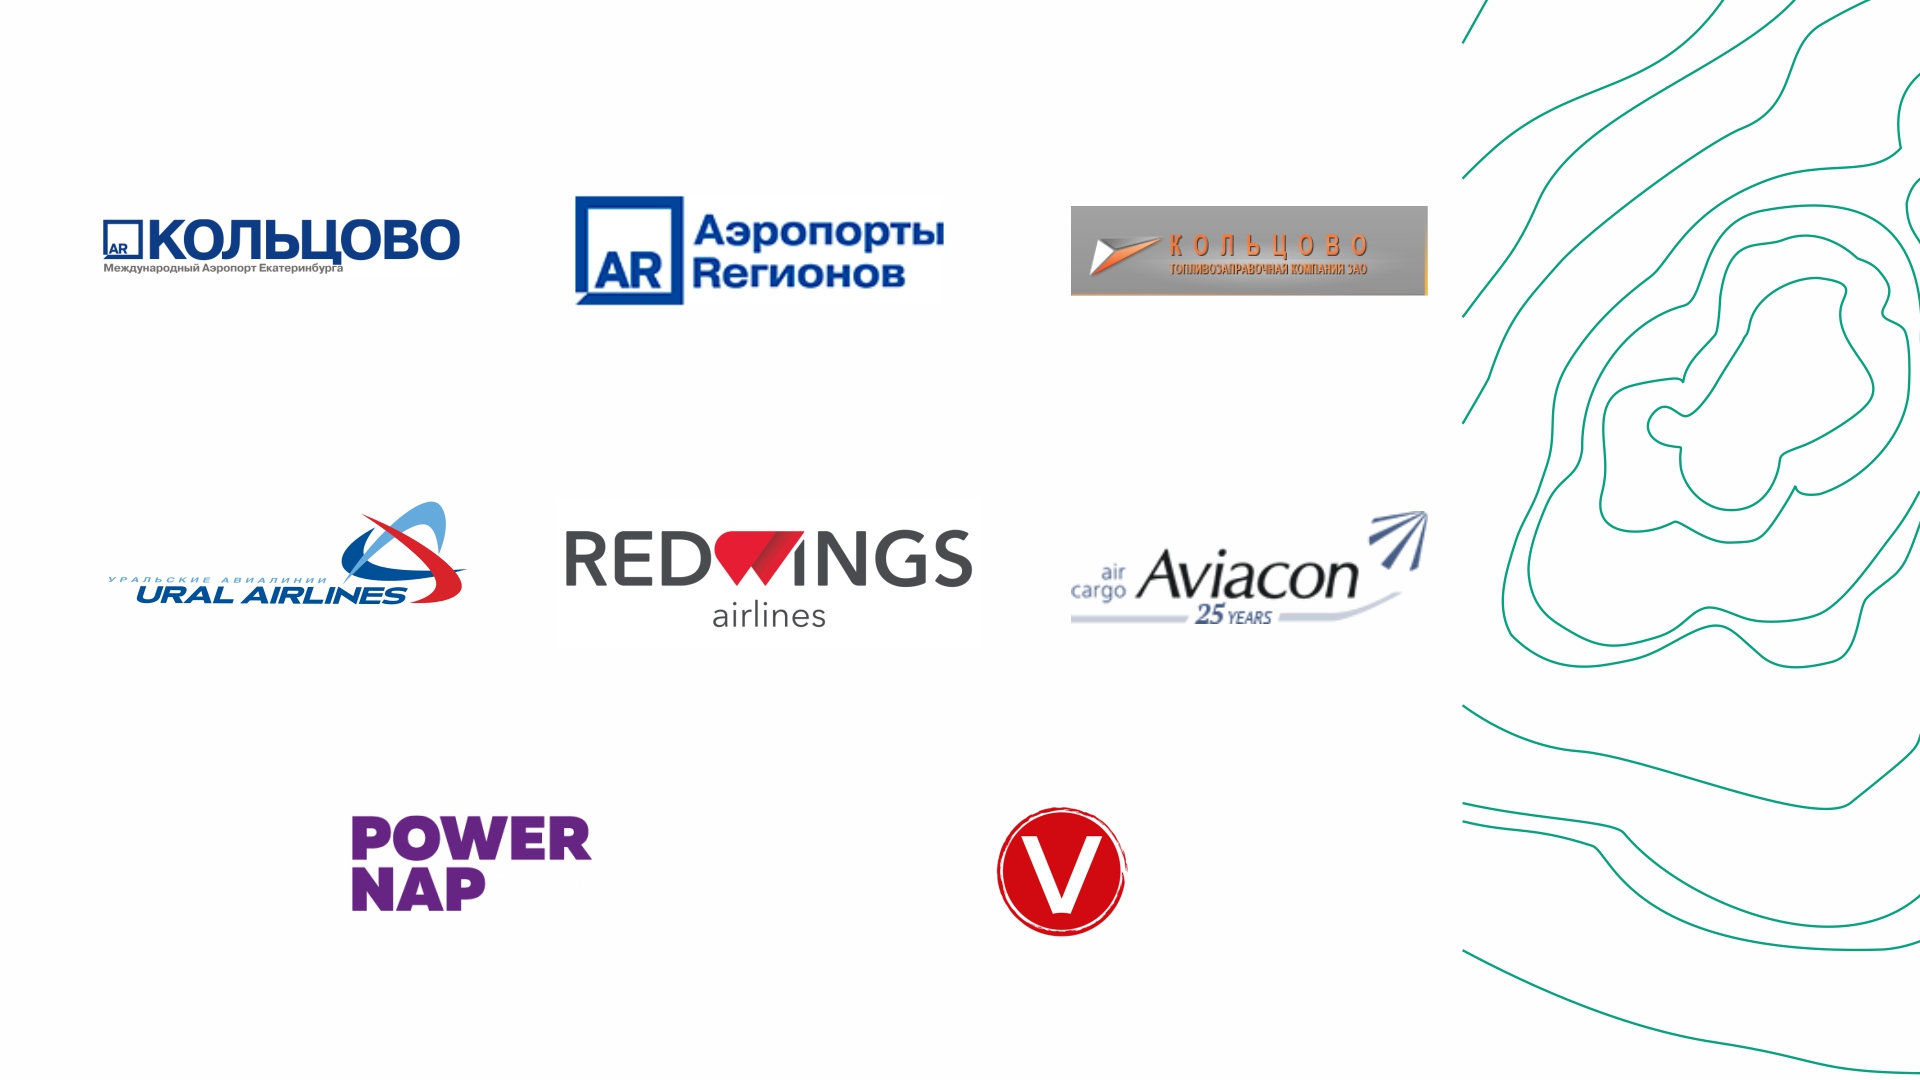 AR КОЛЬЦОВО
Международный Аэропорт Екатеринбурга
AR Аэропорты
Rегионов
КОЛЬЦОВО
ТОПЛИВОЗАПРАВОЧНАЯ КОМПАНИЯ ЗАО
УРАЛЬСКИЕ АВИАЛИНИИ
URAL AIRLINES
REDWINGS
airlines
air cargo Aviacon
25 YEARS
POWER
NAP
V